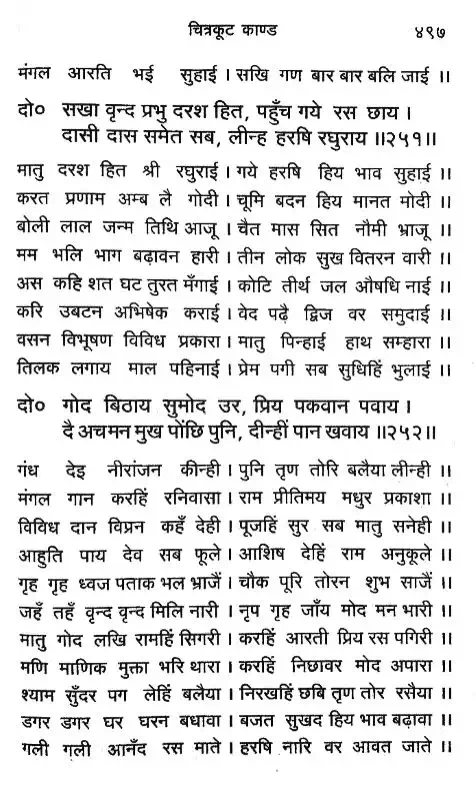 चित्रकूट काण्ड ४९७
मंगल आरति भई सुहाई । सखि गण बार बार बलि जाई ॥
दो० सखा वृन्द प्रभु दरश हित, पहुँच गये रस छाय ।
दासी दास समेत सब, लीन्ह हरषि रघुराय ॥२५१॥
मातु दरश हित श्री रघुराई । गये हरषि हिय भाव सुहाई ॥
करत प्रणाम अम्ब लै गोदी । चूमि बदन हिय मानत मोदी ॥
बोली लाल जन्म तिथि आजू । चैत मास सित नौमी भ्राजू ॥
मम भलि भाग बढ़ावन हारी । तीन लोक सुख वितरन वारी ॥
अस कहि शत घट तुरत मँगाई । कोटि तीर्थ जल औषधि नाई ॥
करि उबटन अभिषेक कराई । वेद पढ़ै द्विज वर समुदाई ॥
वसन विभूषण विविध प्रकारा । मातु पिन्हाई हाथ सम्हारा ॥
तिलक लगाय माल पहिनाई । प्रेम पगी सब सुधिहिं भुलाई ॥
दो० गोद बिठाय सुमोद उर, प्रिय पकवान पवाय ।
दै अचमन मुख पोंछि पुनि, दीन्हीं पान खवाय ॥२५२॥
गंध देइ नीरांजन कीन्ही । पुनि तृण तोरि बलैया लीन्ही ॥
मंगल गान करहिं रनिवासा । राम प्रीतिमय मधुर प्रकाशा ॥
विविध दान विप्रन कहँ देही । पूजहिं सुर सब मातु सनेही ॥
आहुति पाय देव सब फूले । आशिष देहिं राम अनुकूले ॥
गृह गृह ध्वज पताक भल भ्राजैं । चौक पूरि तोरन शुभ साजैं ॥
जहँ तहँ वृन्द वृन्द मिलि नारी । नृप गृह जाँय मोद मन भारी ॥
मातु गोद लखि रामहिं सिगरी । करहिं आरती प्रिय रस पगिरी ॥
मणि माणिक मुक्ता भरि थारा । करहिं निछावर मोद अपारा ॥
श्याम सुँदर पग लेहिं बलैया । निरखहिं छबि तृण तोर रसैया ॥
डगर डगर घर घरन बधावा । बजत सुखद हिय भाव बढ़ावा ॥
गली गली आनँद रस माते । हरषि नारि वर आवत जाते ॥